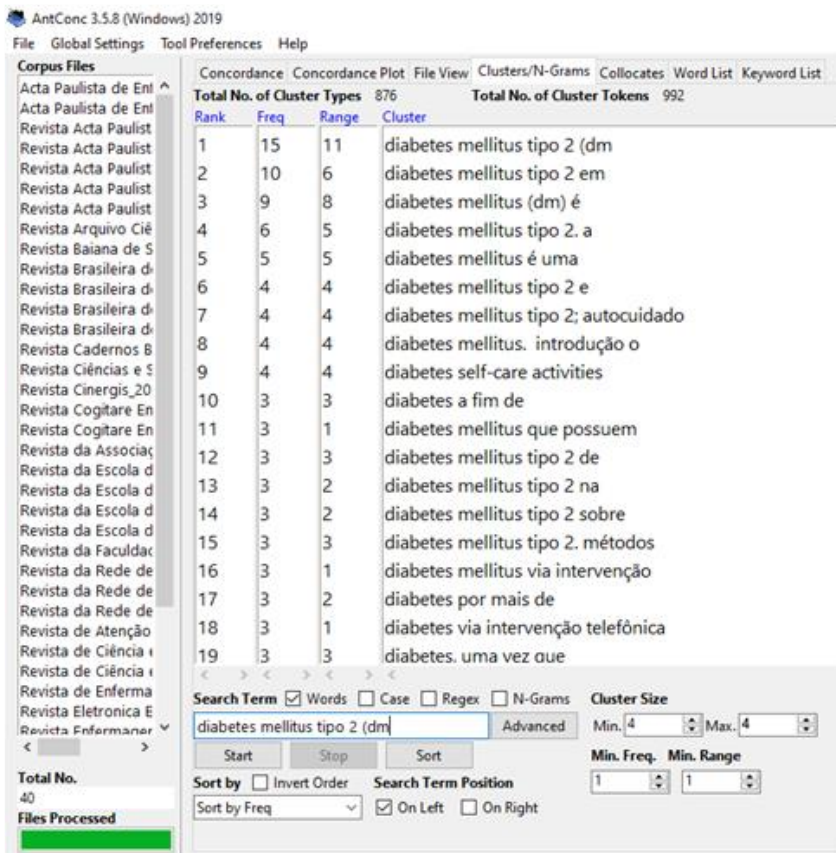 AntConc 3.5.8 (Windows) 2019
File Global Settings Tool Preferences Help
Corpus Files
Acta Paulista de Enf
Acta Paulista de Enf
Revista Acta Paulist
Revista Acta Paulist
Revista Acta Paulist
Revista Acta Paulist
Revista Acta Paulist
Revista Arquivo Ciê
Revista Baiana de S
Revista Brasileira d
Revista Brasileira d
Revista Brasileira d
Revista Brasileira d
Revista Cadernos B
Revista Ciências e S
Revista Cinergis_20
Revista Cogitare En
Revista Cogitare En
Revista da Associaç
Revista da Escola d
Revista da Escola d
Revista da Escola d
Revista da Escola d
Revista da Faculdac
Revista da Rede de
Revista da Rede de
Revista da Rede de
Revista de Atenção
Revista de Ciência
Revista de Ciência
Revista de Enferma
Revista Eletronica E
Revista Enfermager
Total No.
40
Files Processed
Concordance Concordance Plot File View Clusters/N-Grams Collocates Word List Keyword List
Total No. of Cluster Types 876 Total No. of Cluster Tokens 992
Rank Freq Range Cluster
1 15 11 diabetes mellitus tipo 2 (dm
2 10 6 diabetes mellitus tipo 2 em
3 9 8 diabetes mellitus (dm) é
4 6 5 diabetes mellitus tipo 2. a
5 5 5 diabetes mellitus é uma
6 4 4 diabetes mellitus tipo 2 e
7 4 4 diabetes mellitus tipo 2; autocuidado
8 4 4 diabetes mellitus. introdução o
9 4 4 diabetes self-care activities
10 3 3 diabetes a fim de
11 3 1 diabetes mellitus que possuem
12 3 3 diabetes mellitus tipo 2 de
13 3 2 diabetes mellitus tipo 2 na
14 3 2 diabetes mellitus tipo 2 sobre
15 3 3 diabetes mellitus tipo 2. métodos
16 3 1 diabetes mellitus via intervenção
17 3 2 diabetes por mais de
18 3 1 diabetes via intervenção telefônica
19 3 3 diabetes. uma vez que
Search Term Words Case Regex N-Grams Cluster Size
diabetes mellitus tipo 2 (dm Advanced Min. 4 Max. 4
Start Stop Sort Min. Freq. Min. Range
Sort by Invert Order Search Term Position 1 1
Sort by Freq On Left On Right